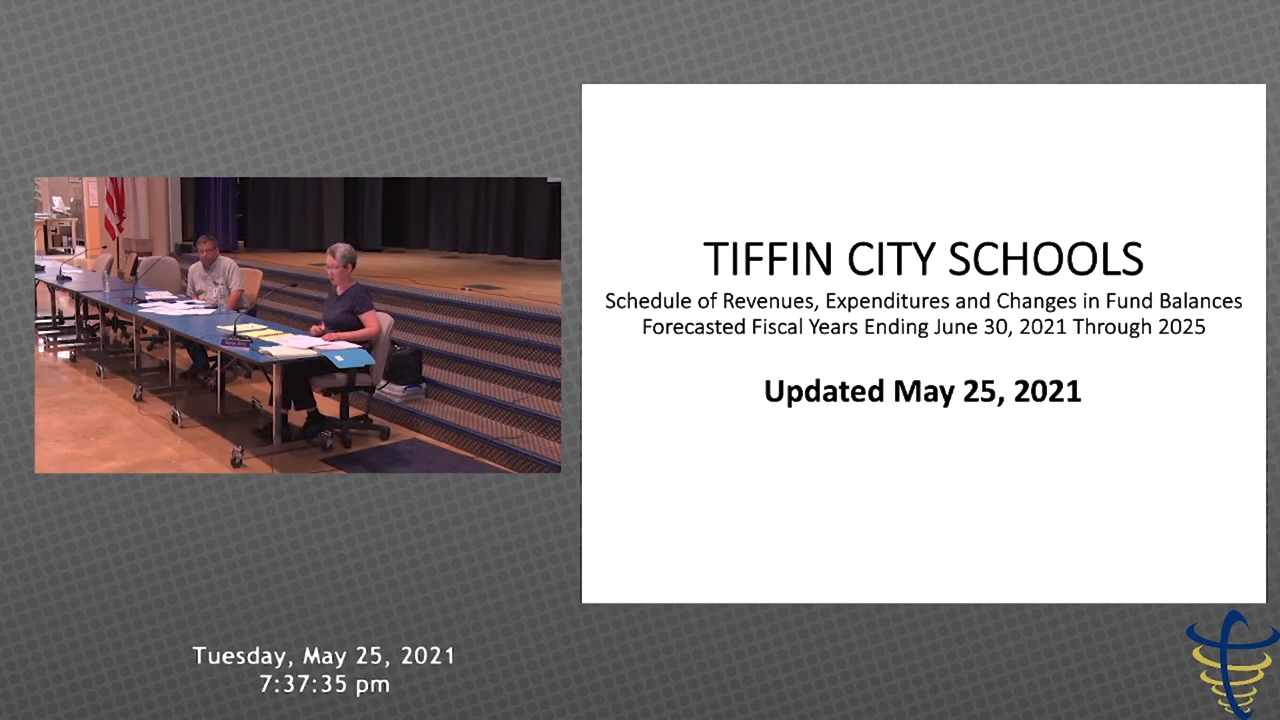 TIFFIN CITY SCHOOLS
Schedule of Revenues, Expenditures and Changes in Fund Balances
Forecasted Fiscal Years Ending June 30, 2021 Through 2025
Updated May 25, 2021
Tuesday, May 25, 2021
7:37:35 pm